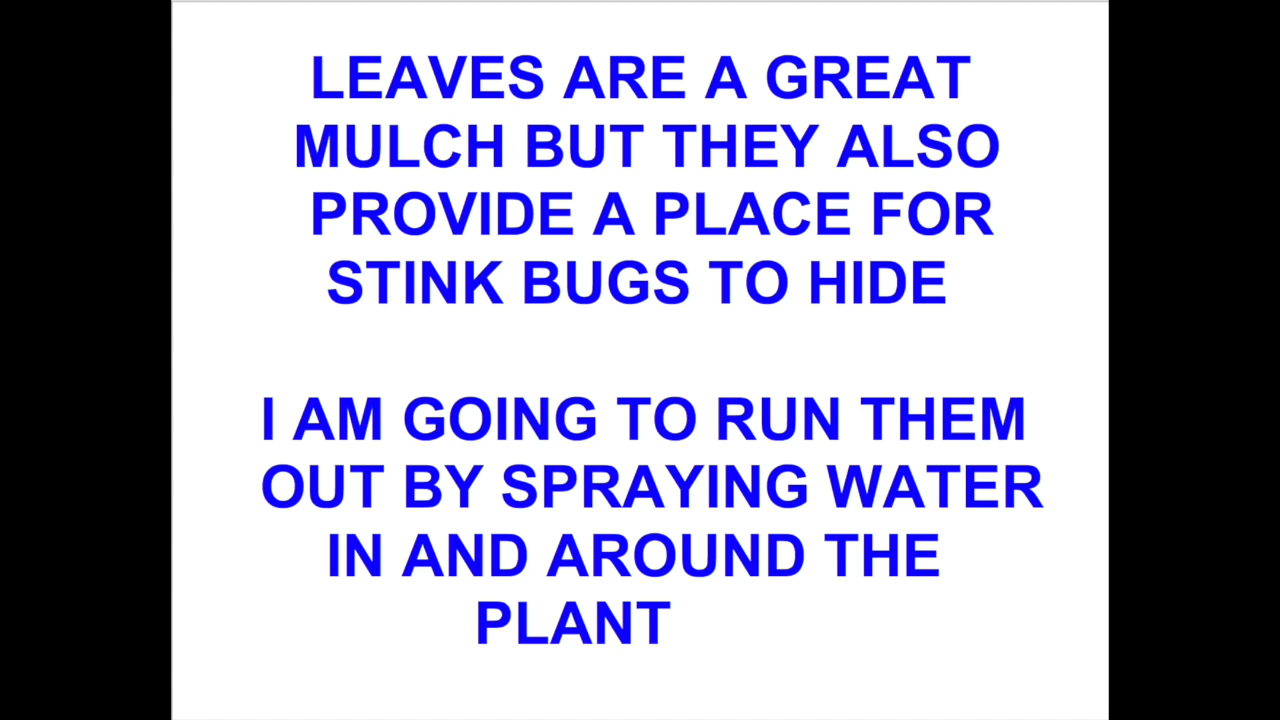 LEAVES ARE A GREAT
MULCH BUT THEY ALSO
PROVIDE A PLACE FOR
STINK BUGS TO HIDE
I AM GOING TO RUN THEM
OUT BY SPRAYING WATER
IN AND AROUND THE
PLANT